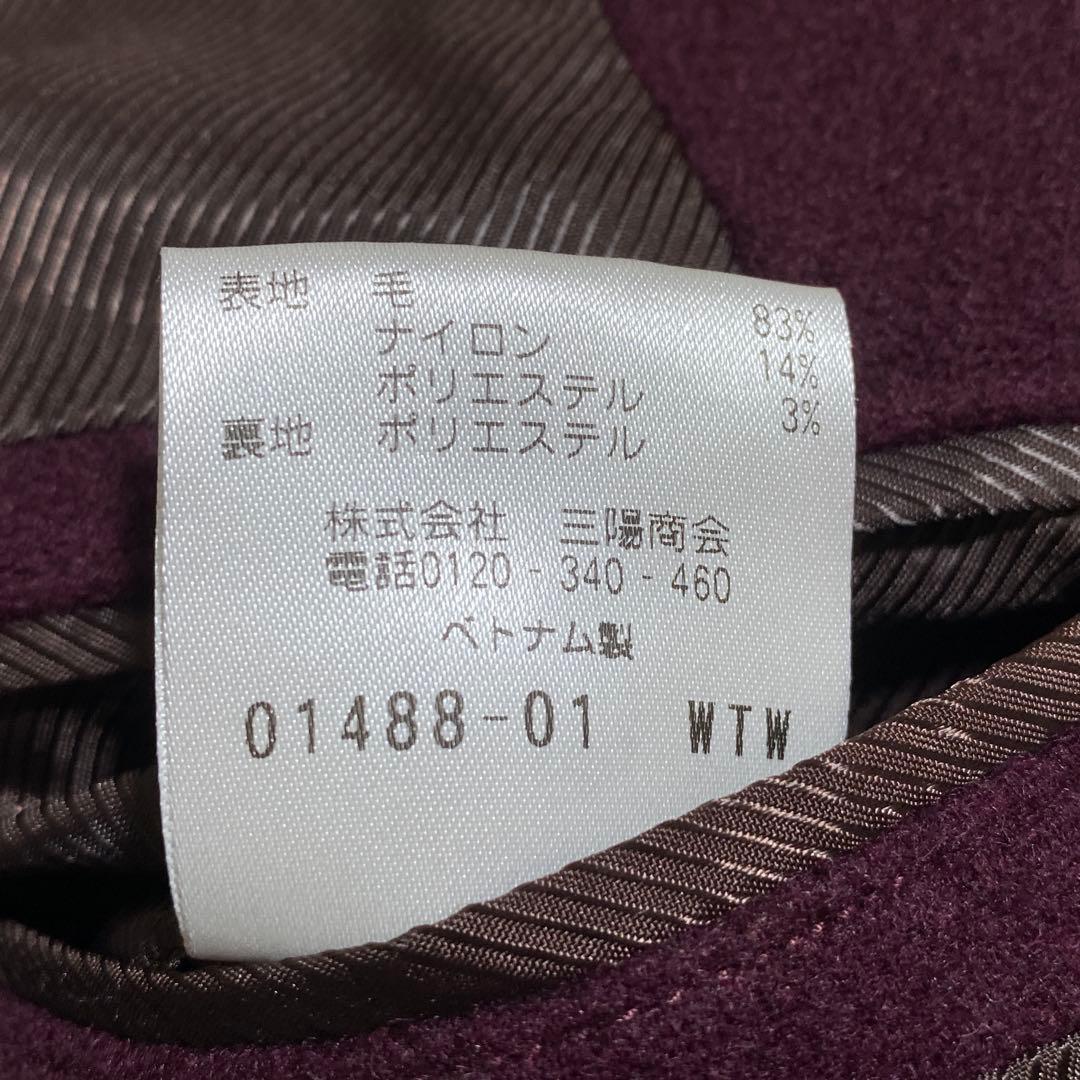 表地 毛 83%
ナイロン 14%
ポリエステル 3%
裏地 ポリエステル
株式会社 三陽商会
電話0120-340-460
ベトナム製
01488-01 WTW